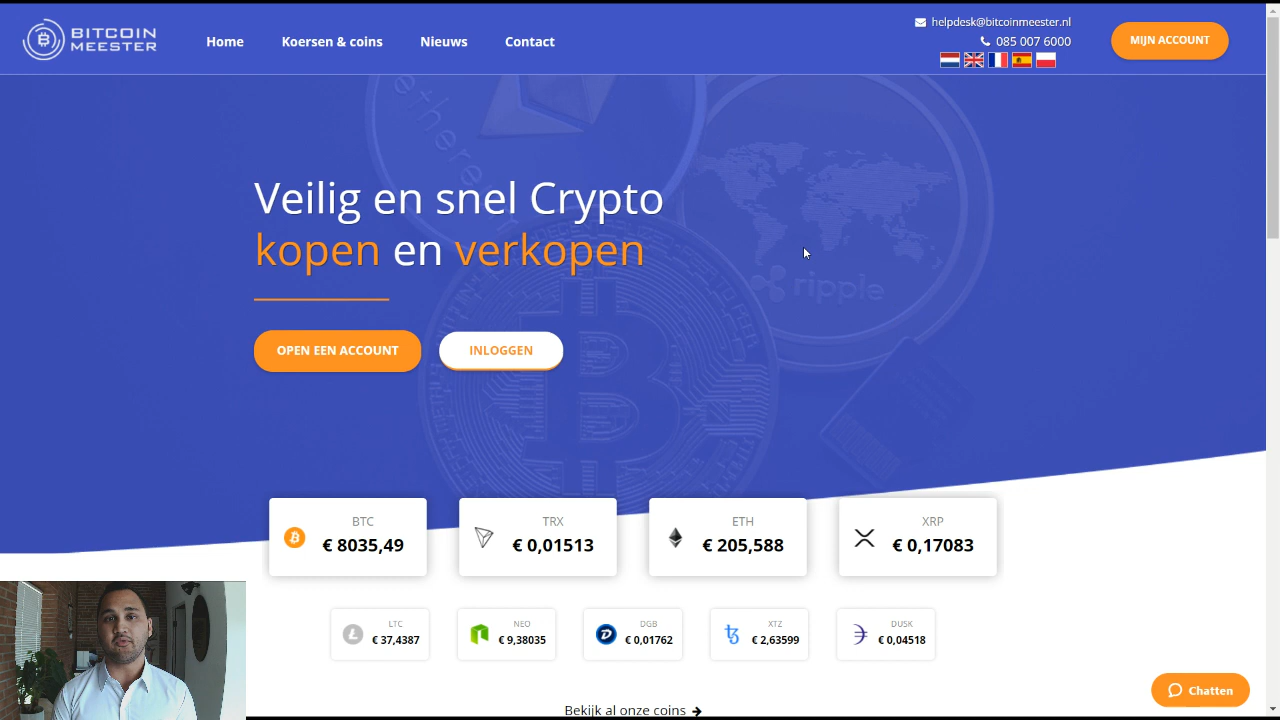 BITCOIN
MEESTER
Home
Koersen & coins
Nieuws
Contact
helpdesk@bitcoinmeester.nl
085 007 6000
MIJN ACCOUNT
ethereum
ripple
Veilig en snel Crypto
kopen en verkopen
OPEN EEN ACCOUNT
INLOGGEN
BTC
€ 8035,49
TRX
€ 0,01513
ETH
€ 205,588
XRP
€ 0,17083
LTC
€ 37,4387
NEO
€ 9,38035
DGB
€ 0,01762
XTZ
€ 2,63599
DUSK
€ 0,04518
Bekijk al onze coins
Chatten